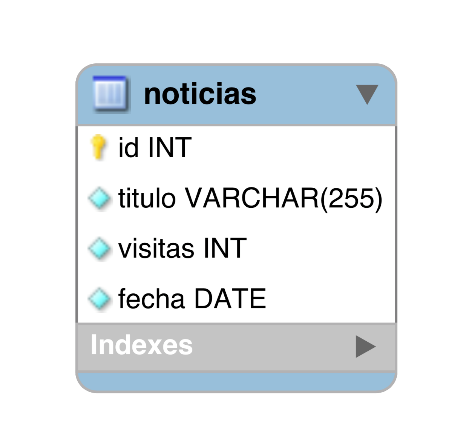 noticias
id INT
titulo VARCHAR(255)
visitas INT
fecha DATE
Indexes